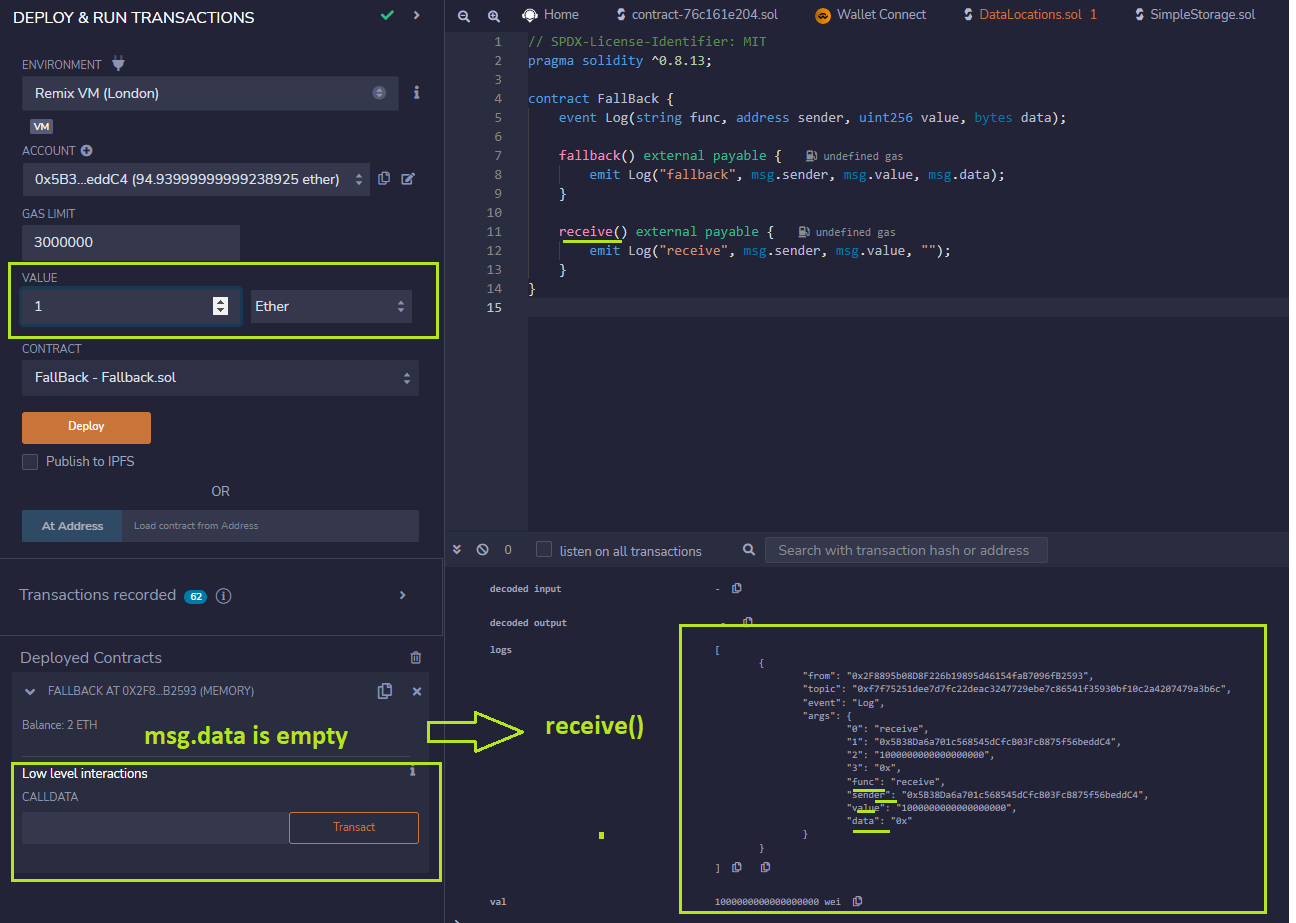 DEPLOY & RUN TRANSACTIONS
ENVIRONMENT
Remix VM (London)
VM
ACCOUNT
0x5B3...eddC4 (94.93999999999238925 ether)
GAS LIMIT
3000000
VALUE
1
Ether
CONTRACT
FallBack - Fallback.sol
Deploy
Publish to IPFS
OR
At Address
Load contract from Address
Transactions recorded 62
Deployed Contracts
FALLBACK AT 0X2F8...B2593 (MEMORY)
Balance: 2 ETH
msg.data is empty
receive()
Low level interactions
CALLDATA
Transact
Home
contract-76c161e204.sol
Wallet Connect
DataLocations.sol 1
SimpleStorage.sol
1 // SPDX-License-Identifier: MIT
2 pragma solidity ^0.8.13;
3
4 contract FallBack {
5 event Log(string func, address sender, uint256 value, bytes data);
6
7 fallback() external payable { undefined gas
8 emit Log("fallback", msg.sender, msg.value, msg.data);
9 }
10
11 receive() external payable { undefined gas
12 emit Log("receive", msg.sender, msg.value, "");
13 }
14 }
15
0
listen on all transactions
Search with transaction hash or address
decoded input -
decoded output -
logs [
{
"from": "0x2F8895b08D8F226b19895d46154faB7096fB2593",
"topic": "0xf7f75251dee7d7fc22deac3247729ebe7c86541f35930bf10c2a4207479a3b6c",
"event": "Log",
"args": {
"0": "receive",
"1": "0x5B38Da6a701c568545dCfcB03FcB875f56beddC4",
"2": "1000000000000000000",
"3": "0x",
"func": "receive",
"sender": "0x5B38Da6a701c568545dCfcB03FcB875f56beddC4",
"value": "1000000000000000000",
"data": "0x"
}
}
]
val 1000000000000000000 wei